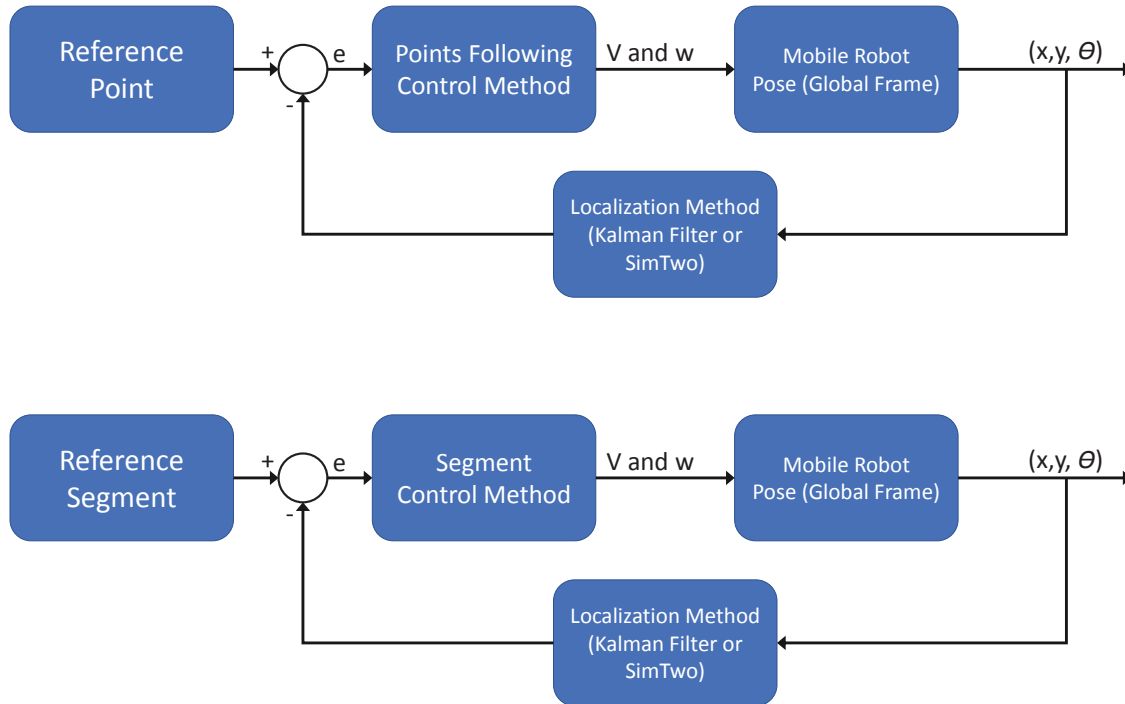 Reference
Point
+
-
e
Points Following
Control Method
V and w
Mobile Robot
Pose (Global Frame)
(x,y, Θ)
Localization Method
(Kalman Filter or
SimTwo)
Reference
Segment
+
-
e
Segment
Control Method
V and w
Mobile Robot
Pose (Global Frame)
(x,y, Θ)
Localization Method
(Kalman Filter or
SimTwo)